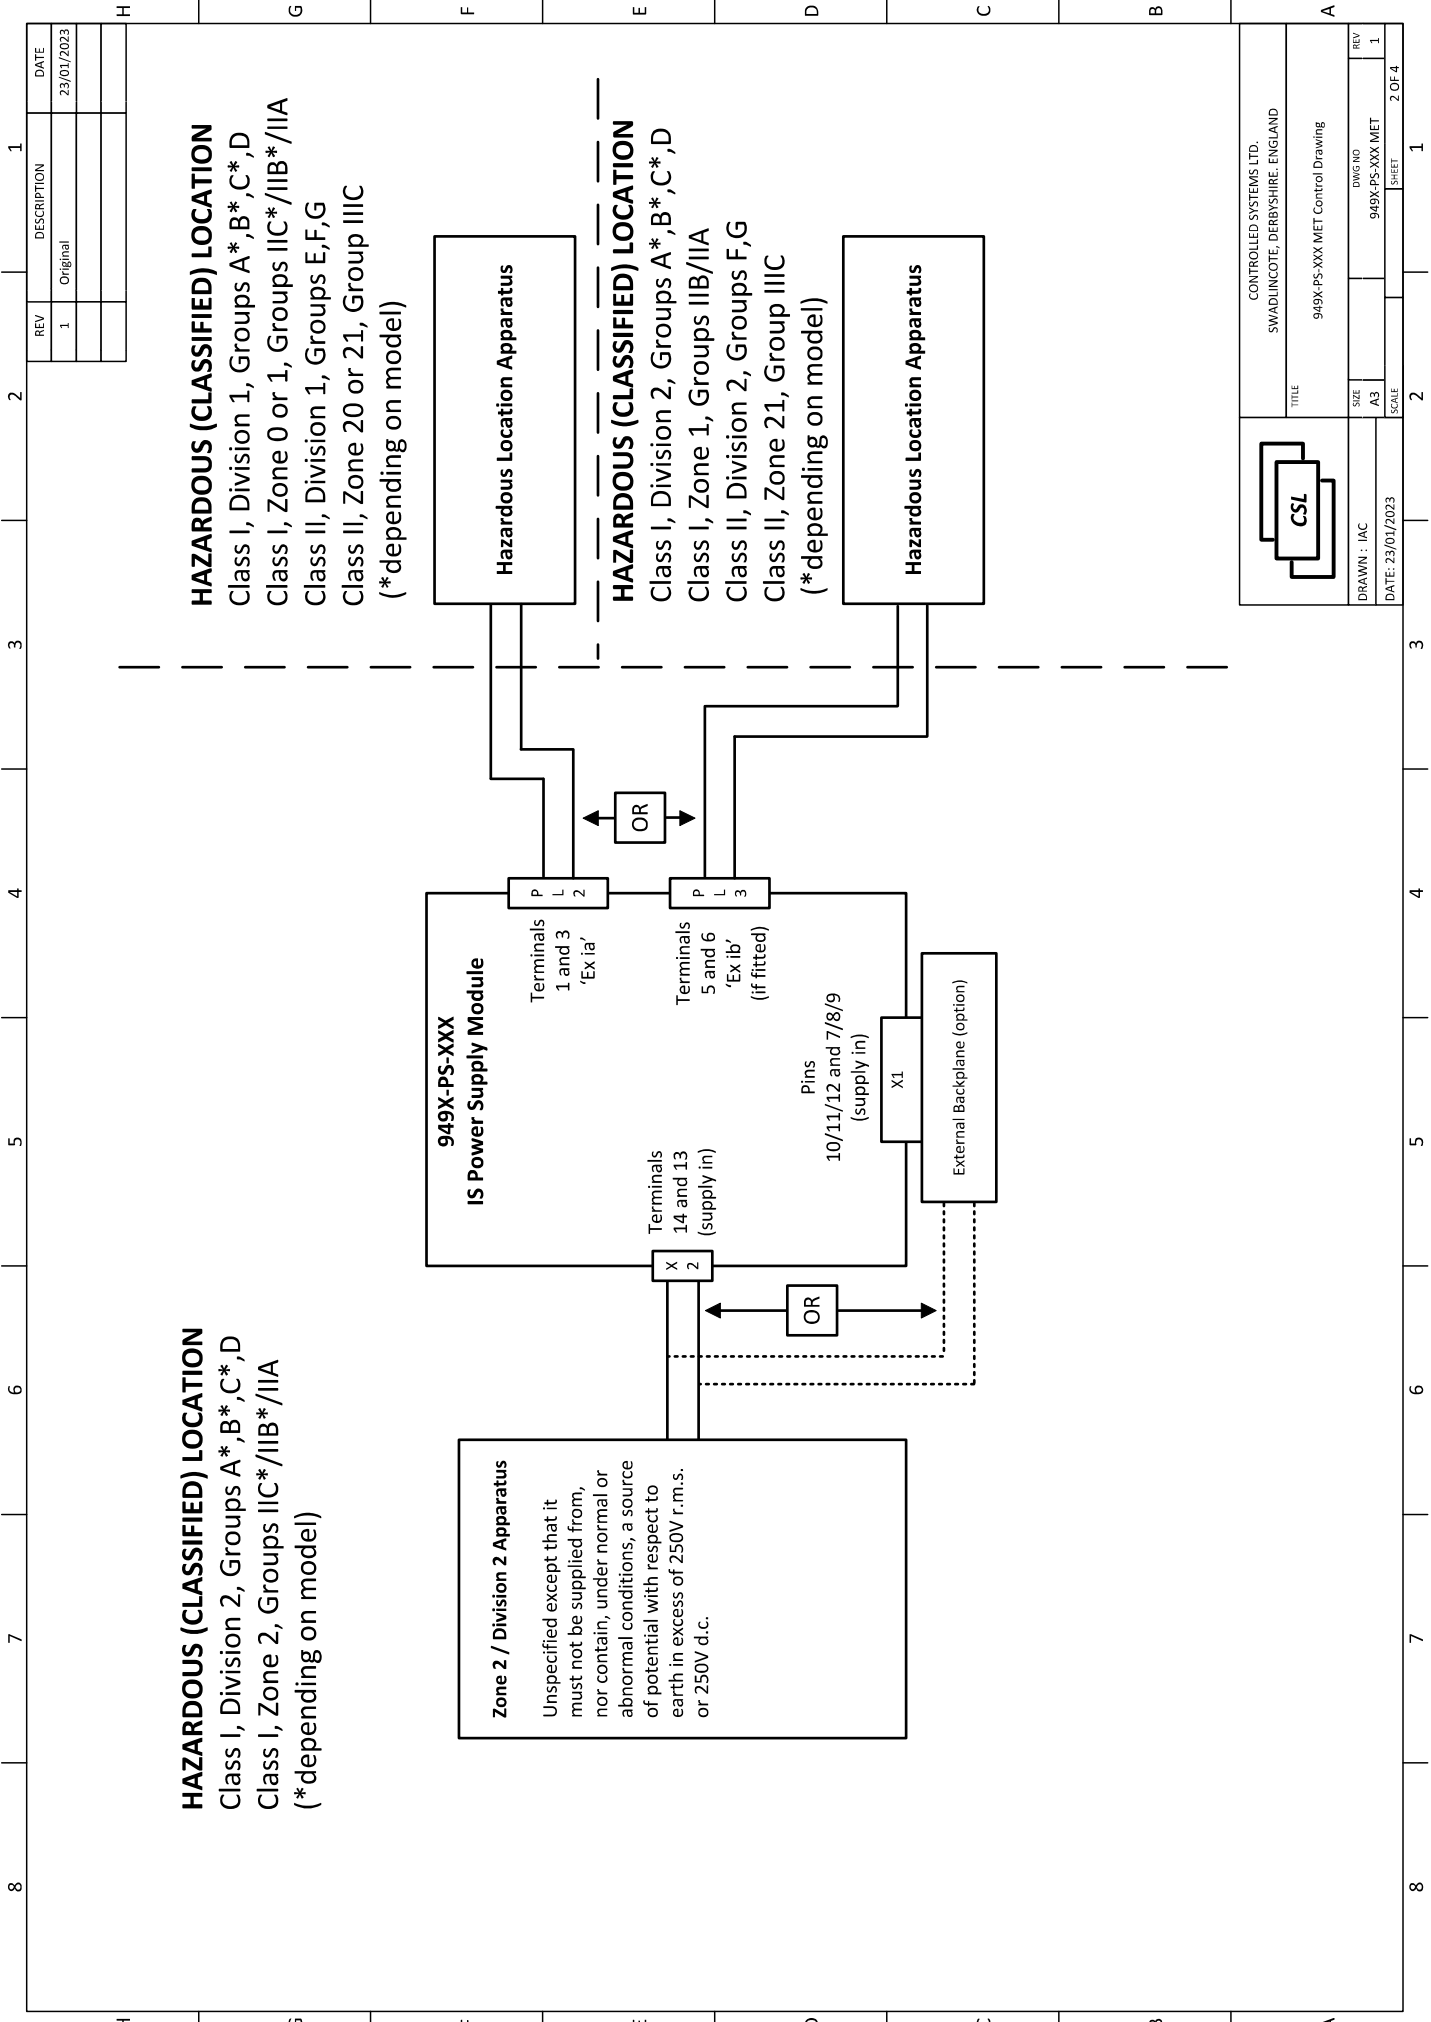 8
7
6
5
4
3
2
1
REV
DESCRIPTION
DATE
1
Original
23/01/2023
H
G
F
E
D
C
B
A
HAZARDOUS (CLASSIFIED) LOCATION
Class I, Division 2, Groups A*,B*,C*,D
Class I, Zone 2, Groups IIC*/IIB*/IIA
(*depending on model)
HAZARDOUS (CLASSIFIED) LOCATION
Class I, Division 1, Groups A*,B*,C*,D
Class I, Zone 0 or 1, Groups IIC*/IIB*/IIA
Class II, Division 1, Groups E,F,G
Class II, Zone 20 or 21, Group IIIC
(*depending on model)
Hazardous Location Apparatus
HAZARDOUS (CLASSIFIED) LOCATION
Class I, Division 2, Groups A*,B*,C*,D
Class I, Zone 1, Groups IIB/IIA
Class II, Division 2, Groups F,G
Class II, Zone 21, Group IIIC
(*depending on model)
Hazardous Location Apparatus
Zone 2 / Division 2 Apparatus
Unspecified except that it
must not be supplied from,
nor contain, under normal or
abnormal conditions, a source
of potential with respect to
earth in excess of 250V r.m.s.
or 250V d.c.
OR
X
2
Terminals
14 and 13
(supply in)
949X-PS-XXX
IS Power Supply Module
Terminals
1 and 3
'Ex ia'
P
L
2
Terminals
5 and 6
'Ex ib'
(if fitted)
P
L
3
OR
Pins
10/11/12 and 7/8/9
(supply in)
X1
External Backplane (option)
CSL
CONTROLLED SYSTEMS LTD.
SWADLINCOTE, DERBYSHIRE. ENGLAND
TITLE
949X-PS-XXX MET Control Drawing
DRAWN : IAC
SIZE
A3
DWG NO
949X-PS-XXX MET
REV
1
DATE: 23/01/2023
SCALE
SHEET
2 OF 4
8
7
6
5
4
3
2
1